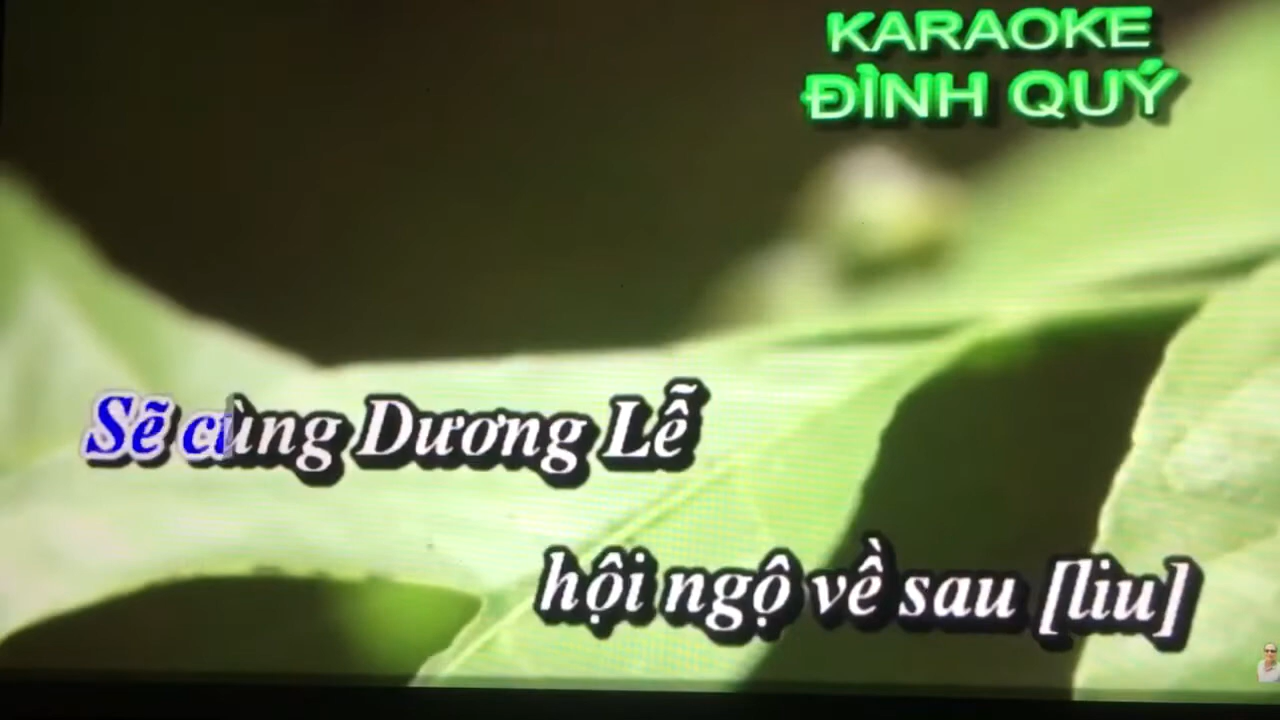 KARAOKE
ĐÌNH QUÝ
Sẽ cùng Dương Lễ
hội ngộ về sau [liu]